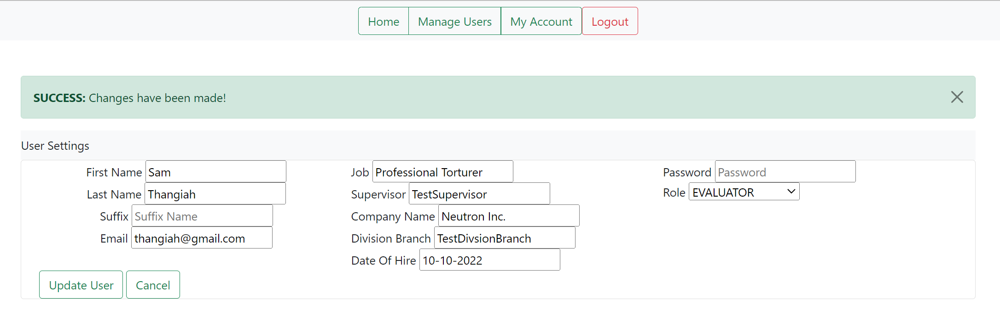 Home Manage Users My Account Logout
SUCCESS: Changes have been made!
User Settings
First Name Sam
Last Name Thangiah
Suffix Suffix Name
Email thangiah@gmail.com
Job Professional Torturer
Supervisor TestSupervisor
Company Name Neutron Inc.
Division Branch TestDivsionBranch
Date Of Hire 10-10-2022
Password Password
Role EVALUATOR
Update User Cancel